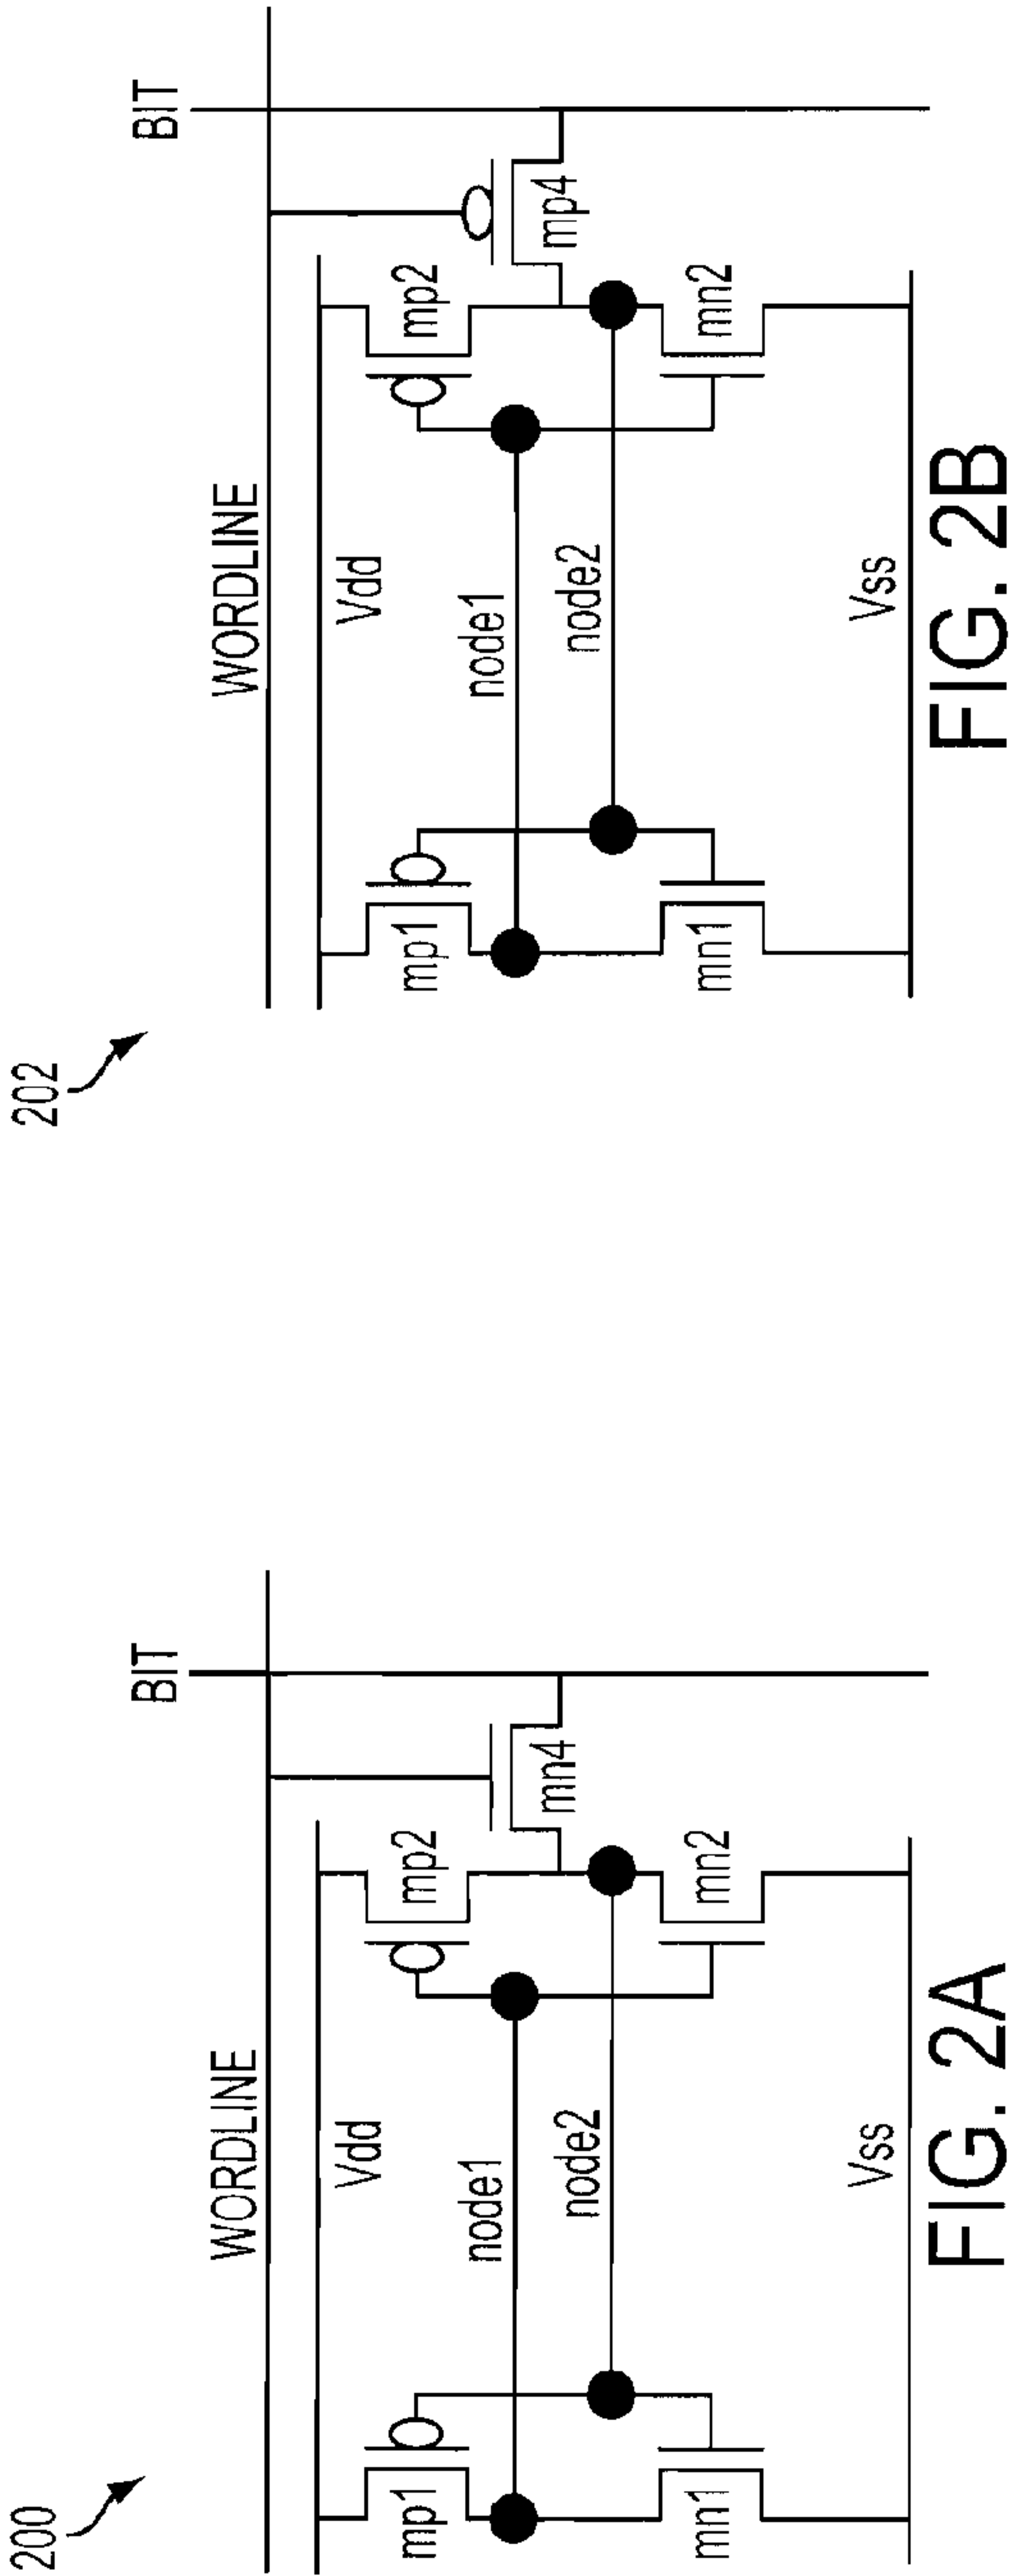 200
WORDLINE
BIT
Vdd
mp1
mp2
node1
mn4
node2
mn1
mn2
Vss
FIG. 2A
202
WORDLINE
BIT
Vdd
mp1
mp2
node1
mp4
node2
mn1
mn2
Vss
FIG. 2B